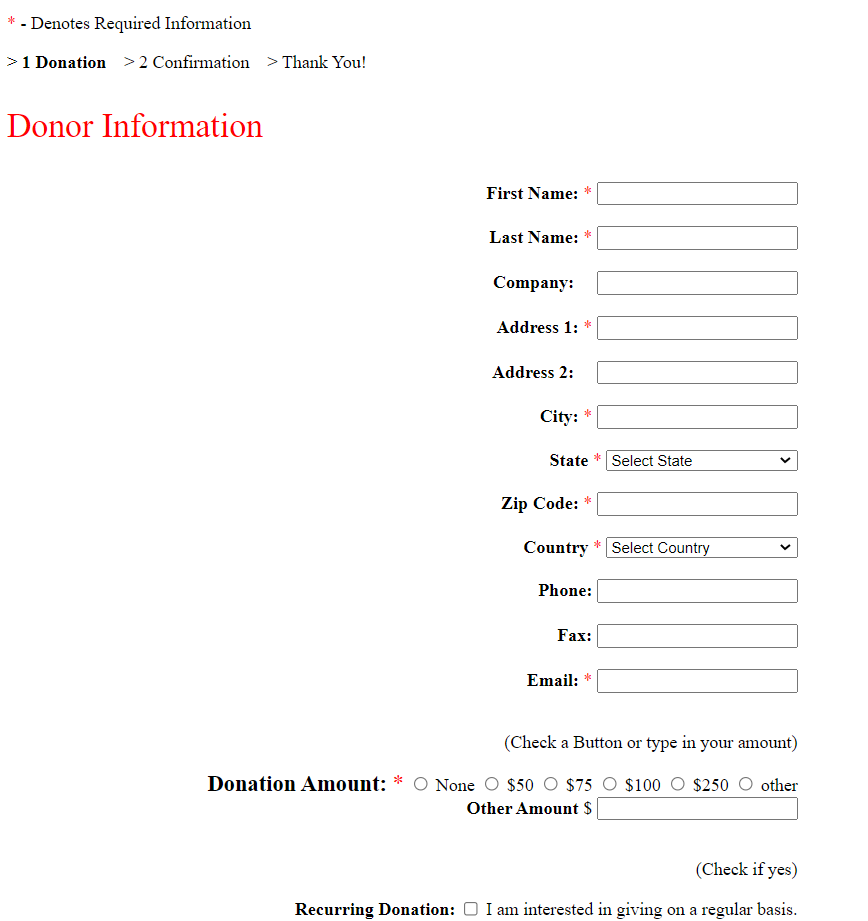 * - Denotes Required Information
> 1 Donation > 2 Confirmation > Thank You!
Donor Information
First Name: *
Last Name: *
Company:
Address 1: *
Address 2:
City: *
State * Select State
Zip Code: *
Country * Select Country
Phone:
Fax:
Email: *
(Check a Button or type in your amount)
Donation Amount: * None $50 $75 $100 $250 other
Other Amount $
(Check if yes)
Recurring Donation: I am interested in giving on a regular basis.